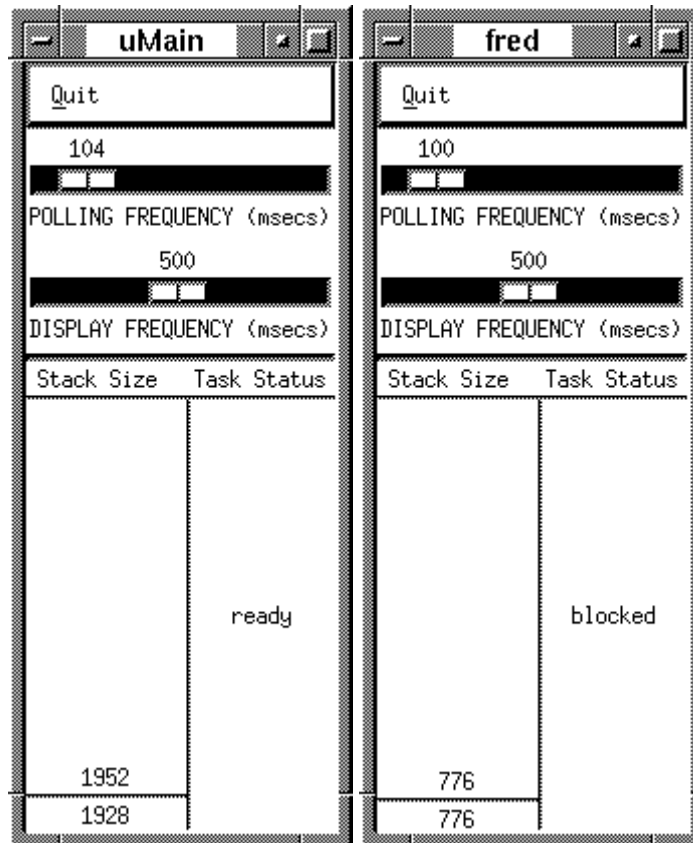 uMain
Quit
104
POLLING FREQUENCY (msecs)
500
DISPLAY FREQUENCY (msecs)
Stack Size Task Status
ready
1952
1928
fred
Quit
100
POLLING FREQUENCY (msecs)
500
DISPLAY FREQUENCY (msecs)
Stack Size Task Status
blocked
776
776